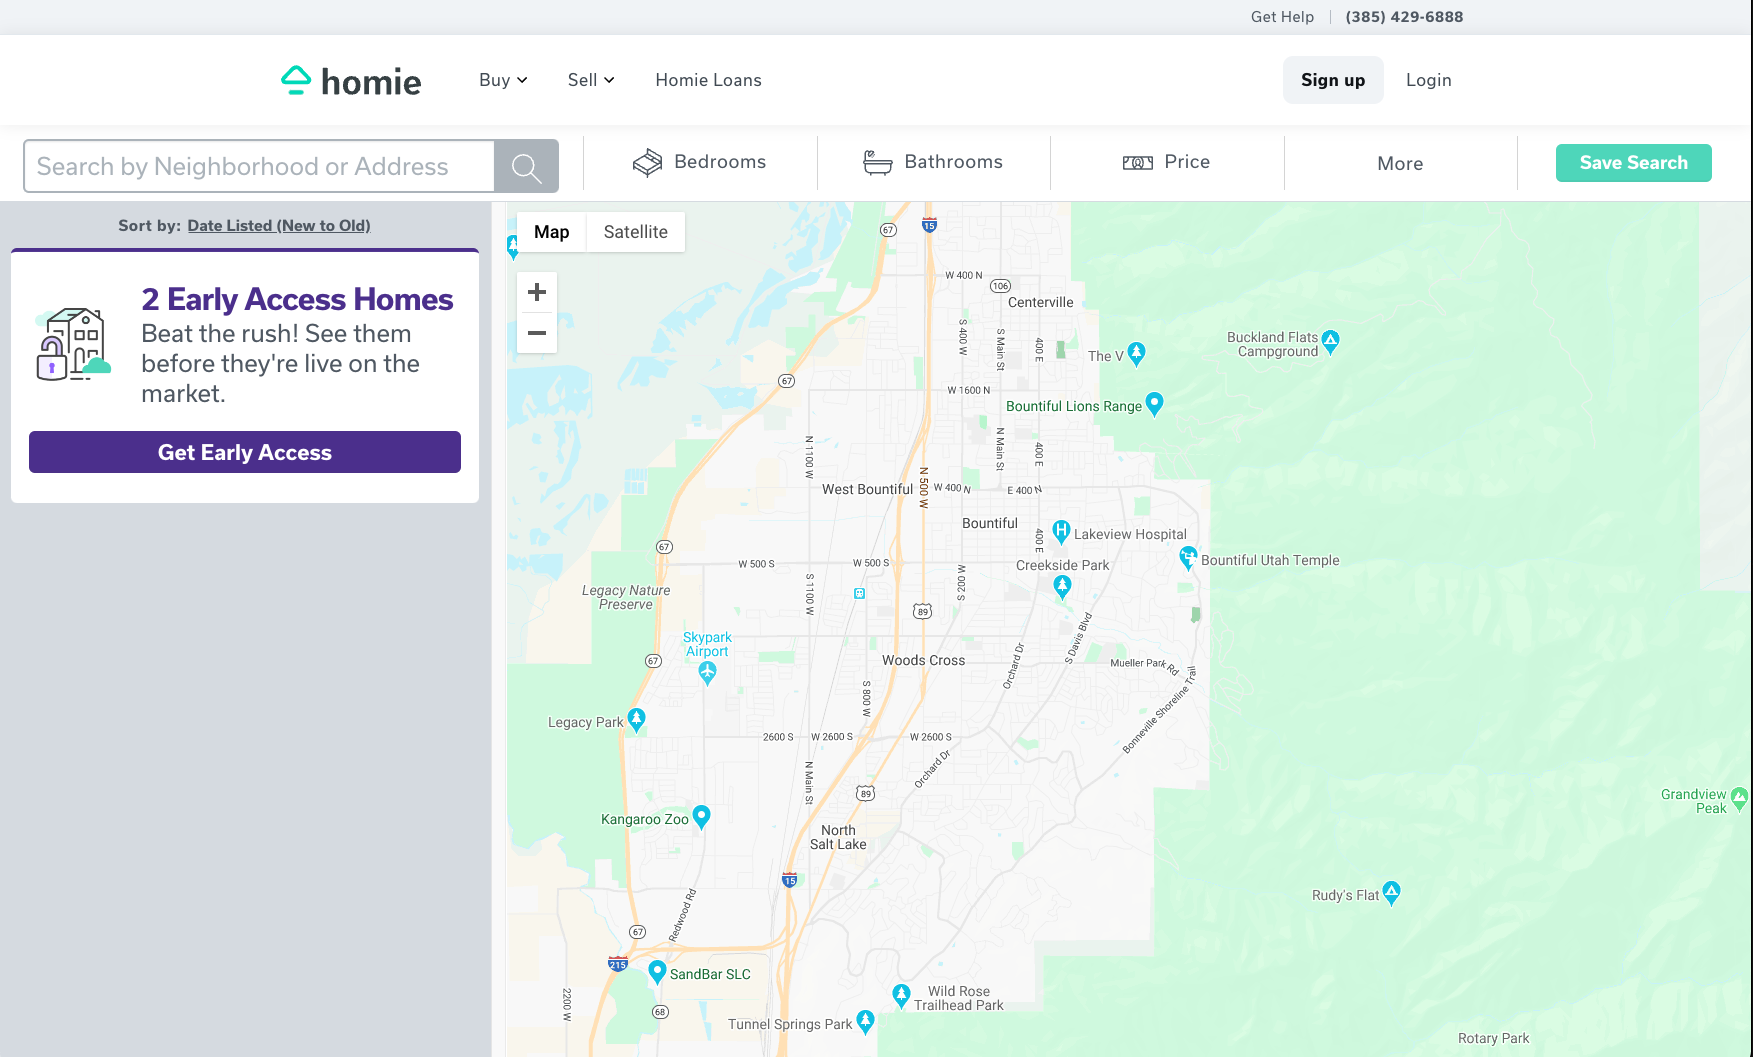 Get Help
(385) 429-6888
homie
Buy
Sell
Homie Loans
Sign up
Login
Search by Neighborhood or Address
Bedrooms
Bathrooms
Price
More
Save Search
Sort by: Date Listed (New to Old)
2 Early Access Homes
Beat the rush! See them
before they're live on the
market.
Get Early Access
Map
Satellite
67
15
W 400 N
106
Centerville
S 400 W
S Main St
400 E
The V
Buckland Flats
Campground
67
W 1600 N
Bountiful Lions Range
N 1100 W
N Main St
400 E
West Bountiful
N 500 W
W 400 N
E 400 N
Bountiful
400 E
Lakeview Hospital
67
W 500 S
W 500 S
Creekside Park
Bountiful Utah Temple
Legacy Nature
Preserve
S 1100 W
S 200 W
89
Skypark
Airport
67
Woods Cross
Orchard Dr
S Davis Blvd
Mueller Park Rd
Bonneville Shoreline Trail
S 800 W
Legacy Park
2600 S
W 2600 S
W 2600 S
Orchard Dr
N Main St
89
Kangaroo Zoo
North
Salt Lake
Grandview
Peak
15
Rudy's Flat
Redwood Rd
67
215
SandBar SLC
2200 W
68
Wild Rose
Trailhead Park
Tunnel Springs Park
Rotary Park